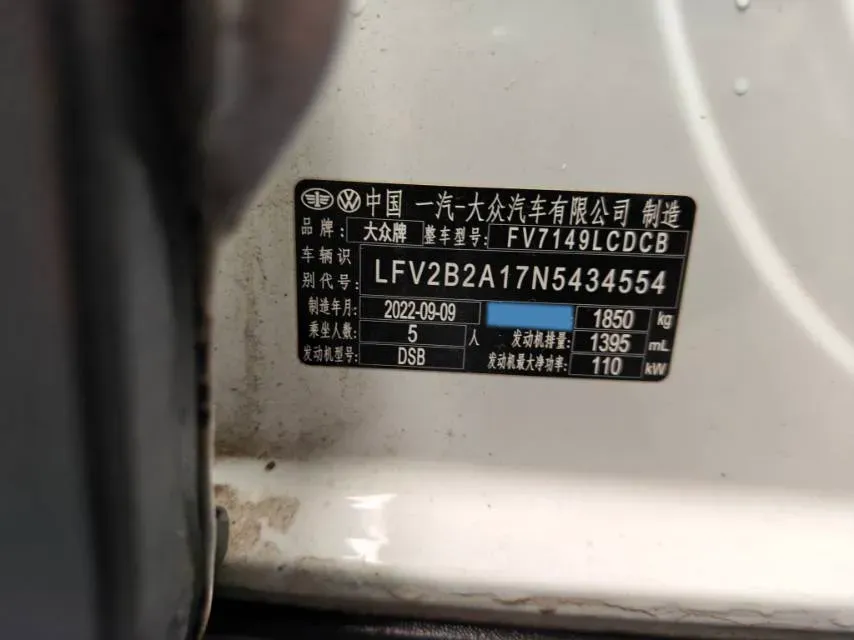 中国 一汽-大众汽车有限公司 制造
品牌: 大众牌 整车型号: FV7149LCDCB
车辆识别代号: LFV2B2A17N5434554
制造年月: 2022-09-09 1850 kg
乘坐人数: 5 人 发动机排量: 1395 mL
发动机型号: DSB 发动机最大净功率: 110 kW